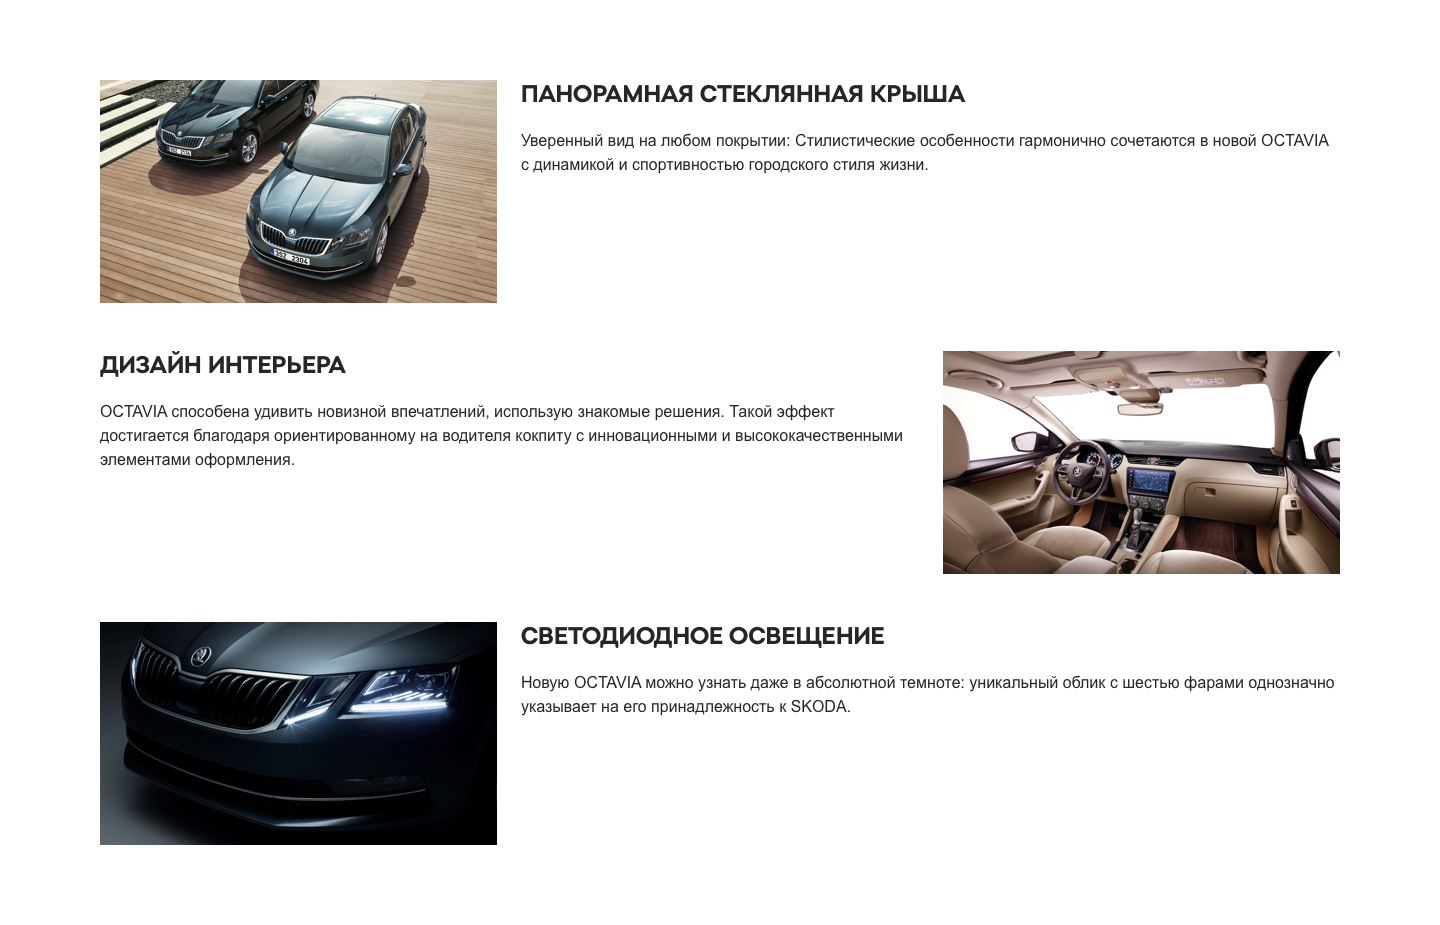 ПАНОРАМНАЯ СТЕКЛЯННАЯ КРЫША
Уверенный вид на любом покрытии: Стилистические особенности гармонично сочетаются в новой OCTAVIA
с динамикой и спортивностью городского стиля жизни.
3SZ 2304
ДИЗАЙН ИНТЕРЬЕРА
OCTAVIA способена удивить новизной впечатлений, использую знакомые решения. Такой эффект
достигается благодаря ориентированному на водителя кокпиту с инновационными и высококачественными
элементами оформления.
СВЕТОДИОДНОЕ ОСВЕЩЕНИЕ
Новую OCTAVIA можно узнать даже в абсолютной темноте: уникальный облик с шестью фарами однозначно
указывает на его принадлежность к SKODA.